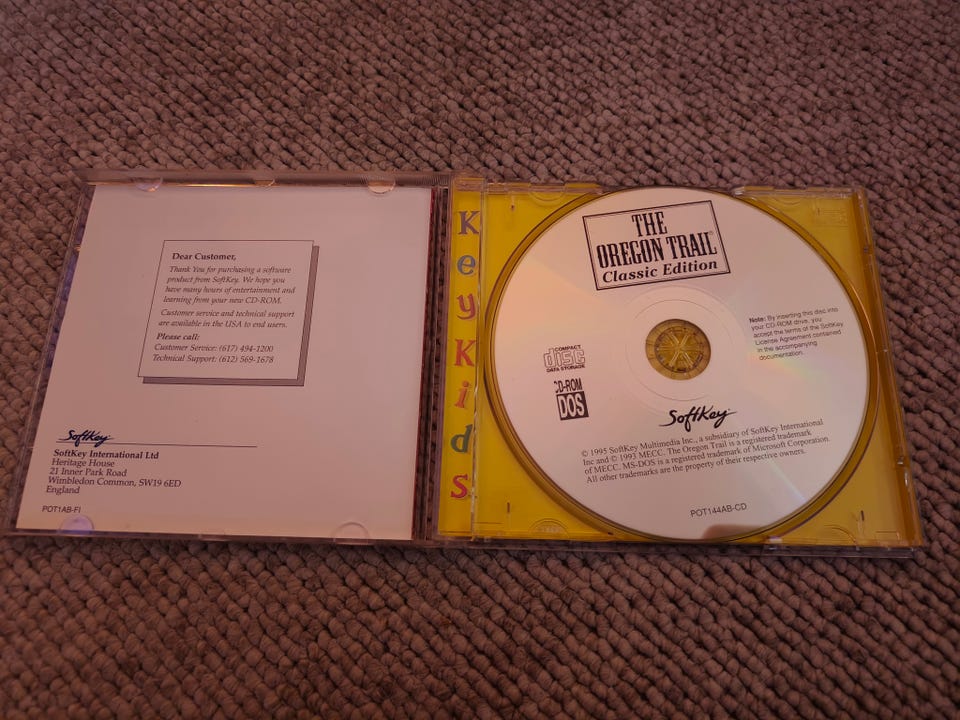 Dear Customer,
Thank You for purchasing a software
product from SoftKey. We hope you
have many hours of entertainment and
learning from your new CD-ROM.
Customer service and technical support
are available in the USA to end users.
Please call:
Customer Service: (617) 494-1200
Technical Support: (612) 569-1678
SoftKey
SoftKey International Ltd
Heritage House
21 Inner Park Road
Wimbledon Common, SW19 6ED
England
POT1AB-FI
KeyKids
THE
OREGON TRAIL®
Classic Edition
Note: By inserting this disc into
your CD-ROM drive, you
accept the terms of the SoftKey
License Agreement contained
in the accompanying
documentation.
COMPACT
disc
DATA STORAGE
CD-ROM
DOS
SoftKey
© 1995 SoftKey Multimedia Inc., a subsidiary of SoftKey International
Inc and © 1993 MECC. The Oregon Trail is a registered trademark
of MECC. MS-DOS is a registered trademark of Microsoft Corporation.
All other trademarks are the property of their respective owners.
POT144AB-CD